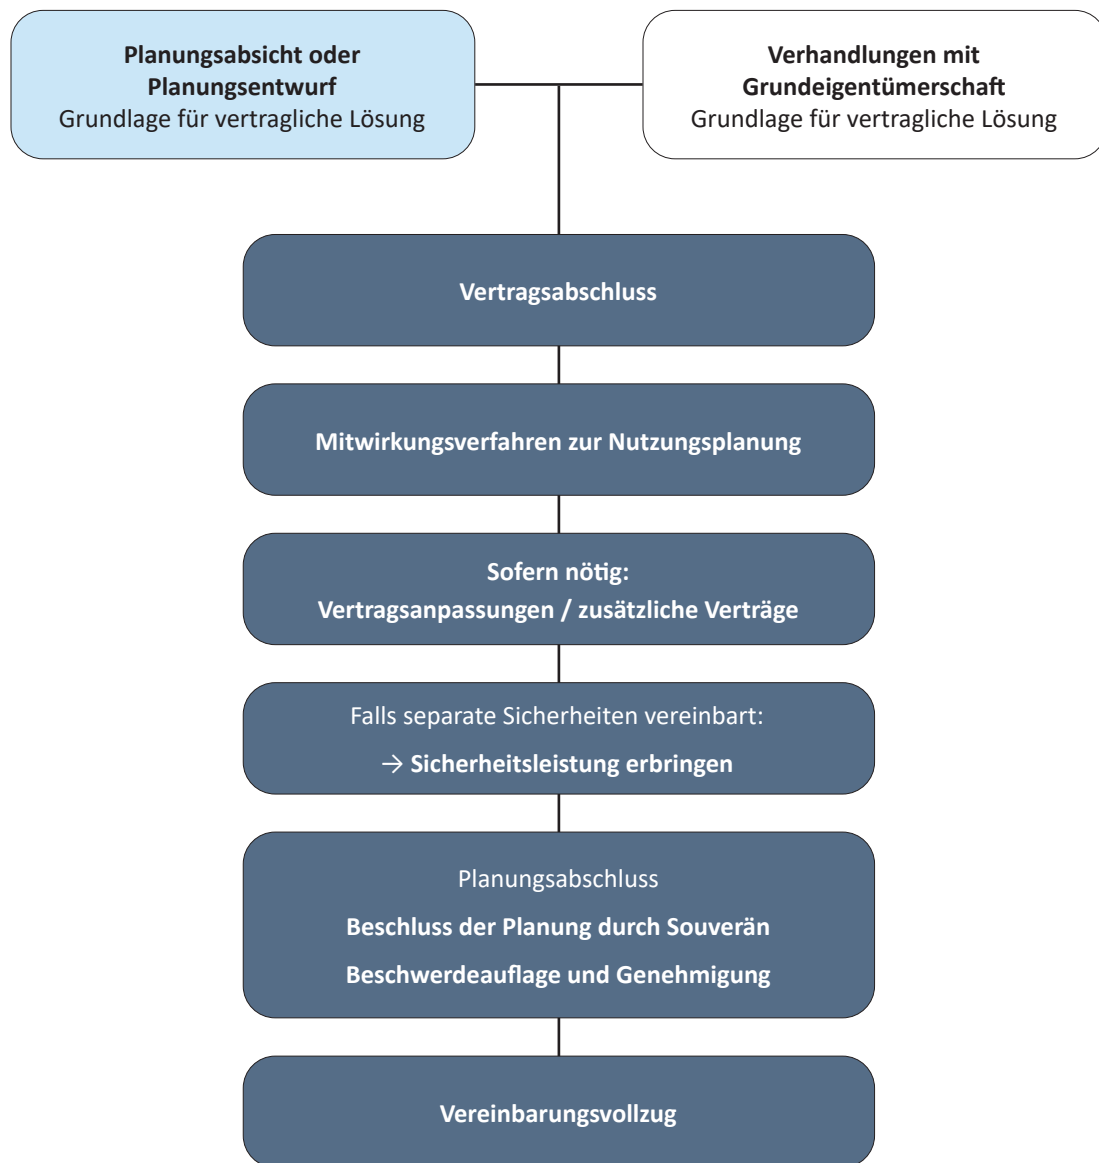 Planungsabsicht oder
Planungsentwurf
Grundlage für vertragliche Lösung
Verhandlungen mit
Grundeigentümerschaft
Grundlage für vertragliche Lösung
Vertragsabschluss
Mitwirkungsverfahren zur Nutzungsplanung
Sofern nötig:
Vertragsanpassungen / zusätzliche Verträge
Falls separate Sicherheiten vereinbart:
→ Sicherheitsleistung erbringen
Planungsabschluss
Beschluss der Planung durch Souverän
Beschwerdeauflage und Genehmigung
Vereinbarungsvollzug